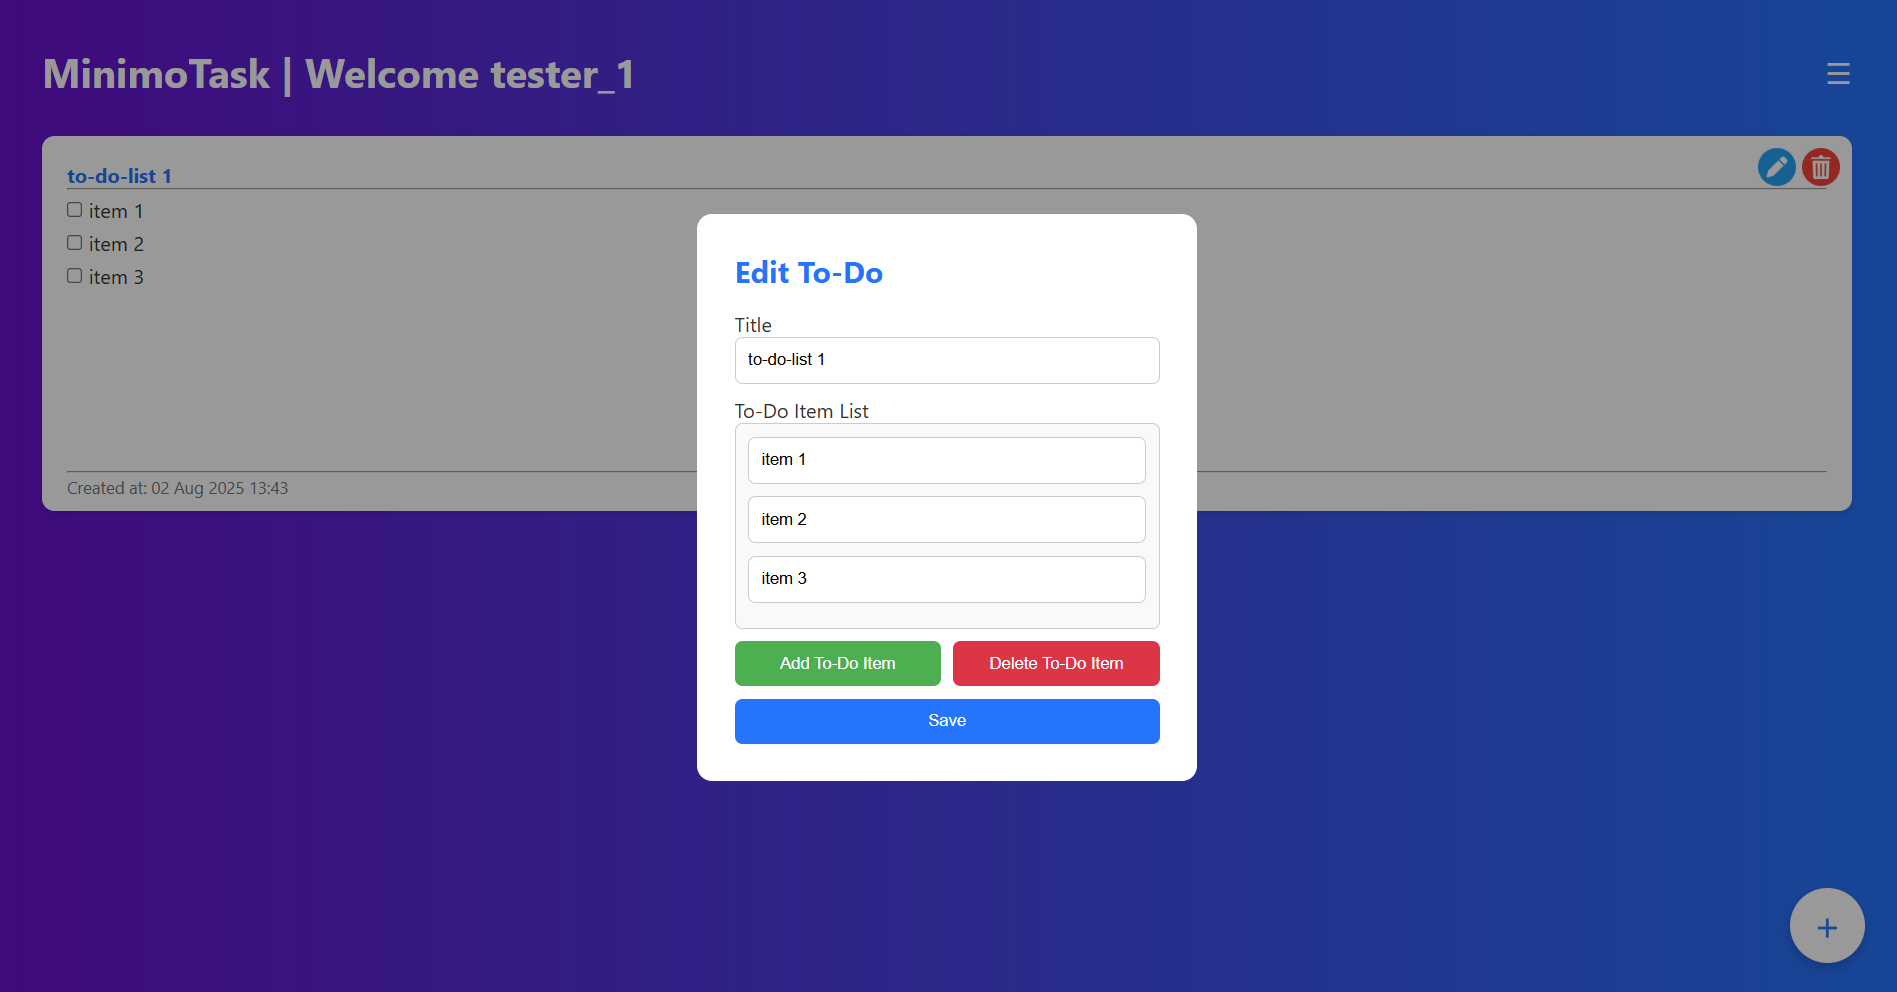 MinimoTask | Welcome tester_1
☰
to-do-list 1
item 1
item 2
item 3
Created at: 02 Aug 2025 13:43
Edit To-Do
Title
to-do-list 1
To-Do Item List
item 1
item 2
item 3
Add To-Do Item
Delete To-Do Item
Save
+